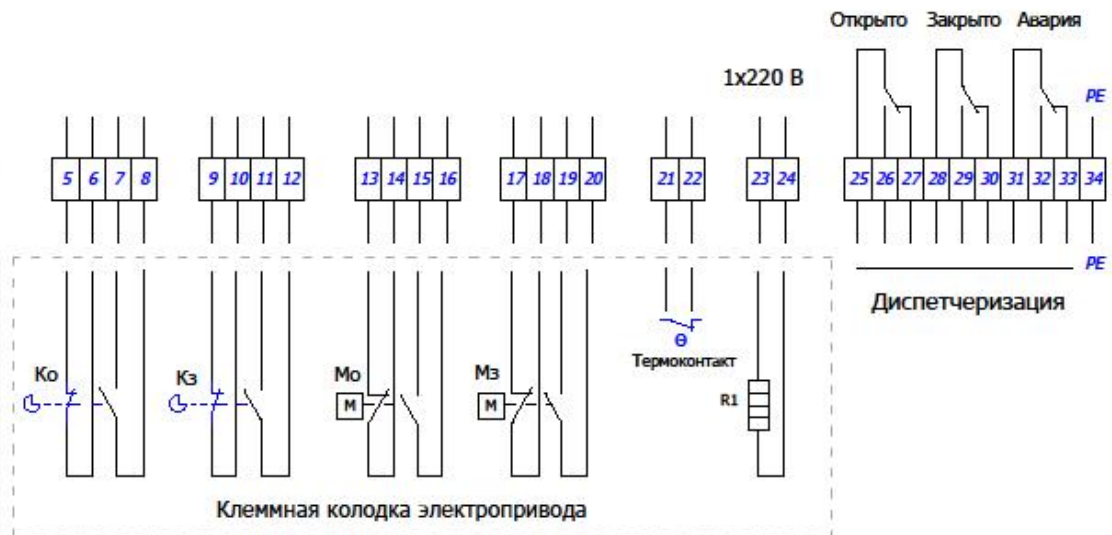 Открыто Закрыто Авария
1x220 В
PE
5 6 7 8 9 10 11 12 13 14 15 16 17 18 19 20 21 22 23 24 25 26 27 28 29 30 31 32 33 34
PE
Диспетчеризация
Θ
Термоконтакт
Ко Кз Мо Мз
М М R1
Клеммная колодка электропривода